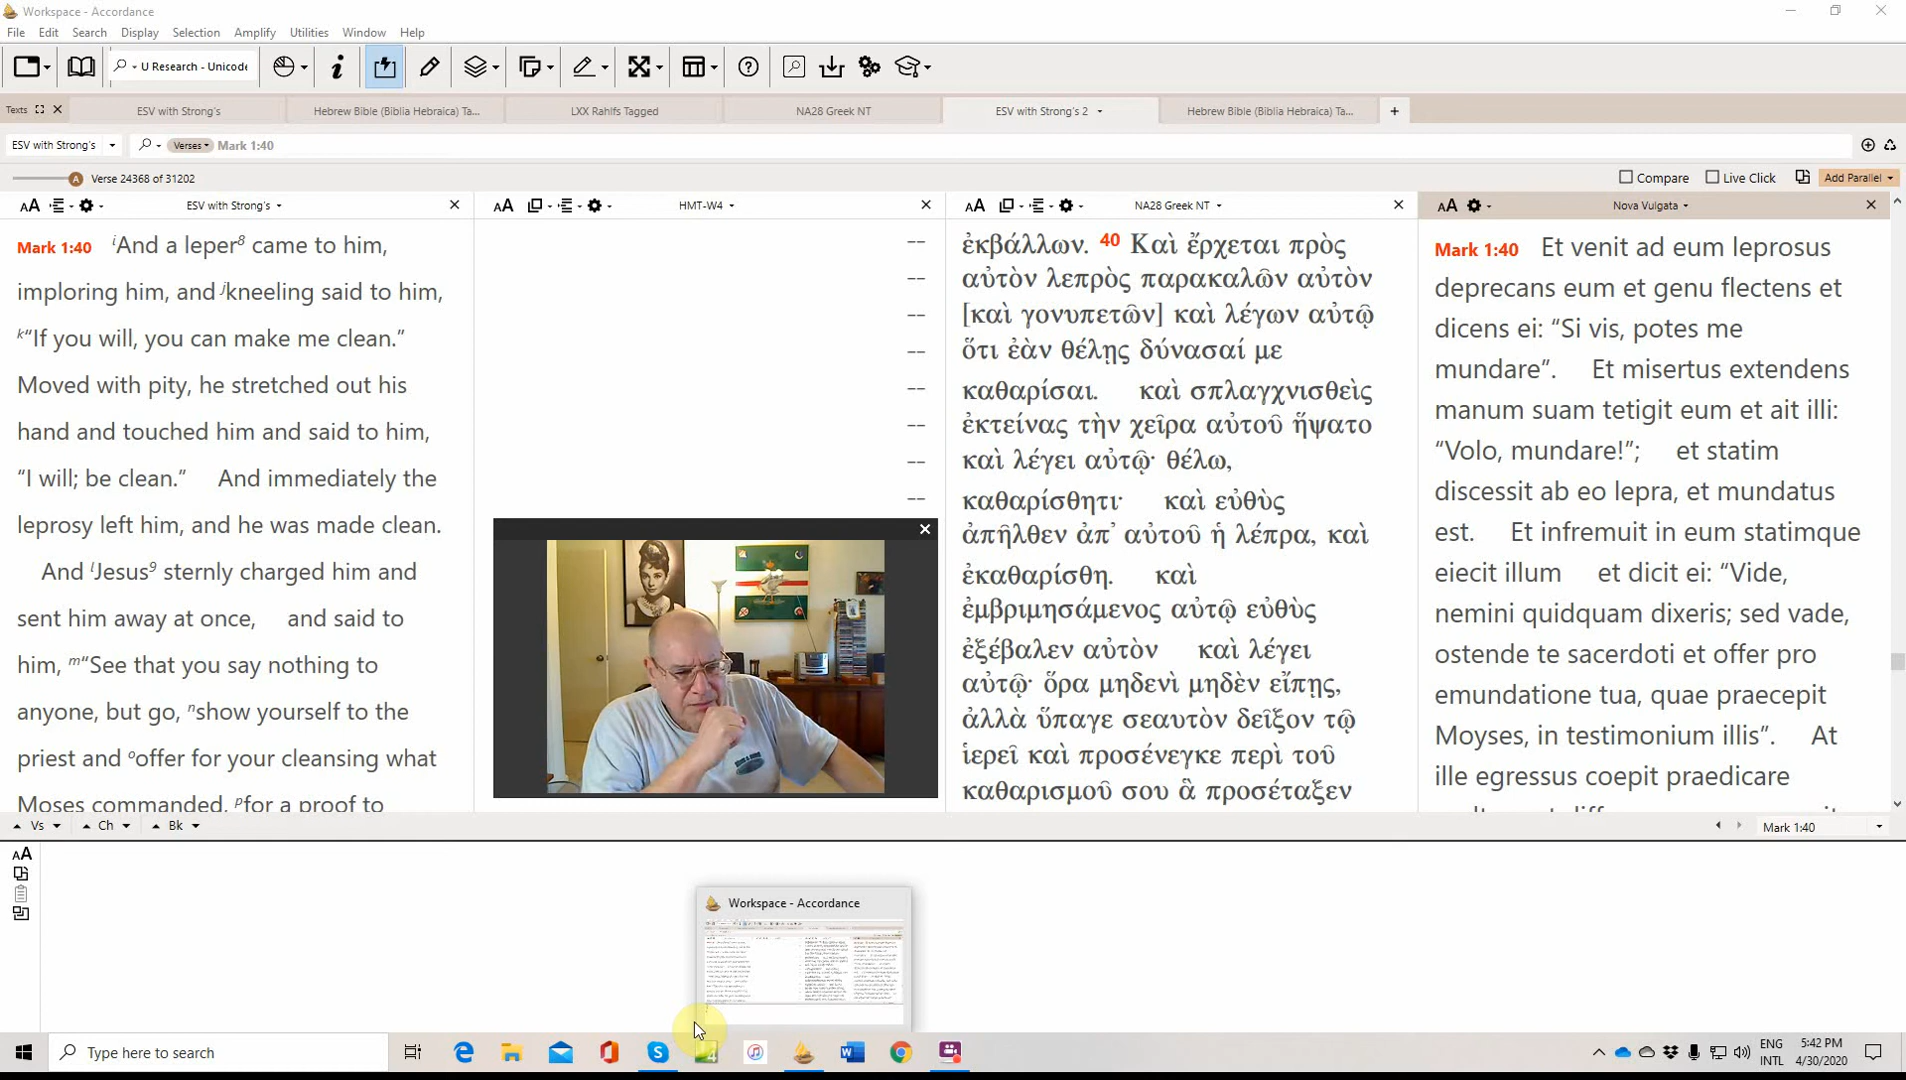 Workspace - Accordance
File Edit Search Display Selection Amplify Utilities Window Help
U Research - Unicode
Texts ESV with Strong's Hebrew Bible (Biblia Hebraica) Ta... LXX Rahlfs Tagged NA28 Greek NT ESV with Strong's 2 Hebrew Bible (Biblia Hebraica) Ta... +
ESV with Strong's Verses Mark 1:40
A Verse 24368 of 31202 Compare Live Click Add Parallel
AA ESV with Strong's
Mark 1:40 iAnd a leper8 came to him,
imploring him, and jkneeling said to him,
k“If you will, you can make me clean.”
Moved with pity, he stretched out his
hand and touched him and said to him,
“I will; be clean.” And immediately the
leprosy left him, and he was made clean.
And lJesus9 sternly charged him and
sent him away at once, and said to
him, m“See that you say nothing to
anyone, but go, nshow yourself to the
priest and ooffer for your cleansing what
Moses commanded, pfor a proof to
AA HMT-W4
--
--
--
--
--
--
--
--
AA NA28 Greek NT
ἐκβάλλων. 40 Καὶ ἔρχεται πρὸς
αὐτὸν λεπρὸς παρακαλῶν αὐτὸν
[καὶ γονυπετῶν] καὶ λέγων αὐτῷ
ὅτι ἐὰν θέλῃς δύνασαί με
καθαρίσαι. καὶ σπλαγχνισθεὶς
ἐκτείνας τὴν χεῖρα αὐτοῦ ἥψατο
καὶ λέγει αὐτῷ· θέλω,
καθαρίσθητι· καὶ εὐθὺς
ἀπῆλθεν ἀπ᾽ αὐτοῦ ἡ λέπρα, καὶ
ἐκαθαρίσθη. καὶ
ἐμβριμησάμενος αὐτῷ εὐθὺς
ἐξέβαλεν αὐτὸν καὶ λέγει
αὐτῷ· ὅρα μηδενὶ μηδὲν εἴπῃς,
ἀλλὰ ὕπαγε σεαυτὸν δεῖξον τῷ
ἱερεῖ καὶ προσένεγκε περὶ τοῦ
καθαρισμοῦ σου ἃ προσέταξεν
AA Nova Vulgata
Mark 1:40 Et venit ad eum leprosus
deprecans eum et genu flectens et
dicens ei: “Si vis, potes me
mundare”. Et misertus extendens
manum suam tetigit eum et ait illi:
“Volo, mundare!”; et statim
discessit ab eo lepra, et mundatus
est. Et infremuit in eum statimque
eiecit illum et dicit ei: “Vide,
nemini quidquam dixeris; sed vade,
ostende te sacerdoti et offer pro
emundatione tua, quae praecepit
Moyses, in testimonium illis”. At
ille egressus coepit praedicare
Vs Ch Bk Mark 1:40
AA
Workspace - Accordance
Type here to search
ENG 5:42 PM
INTL 4/30/2020